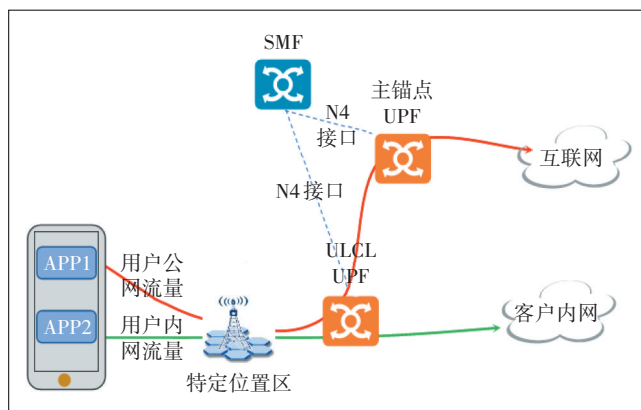 SMF
主锚点
UPF
N4
接口
互联网
N4接口
ULCL
UPF
APP1
用户公
网流量
APP2
用户内
网流量
客户内网
特定位置区